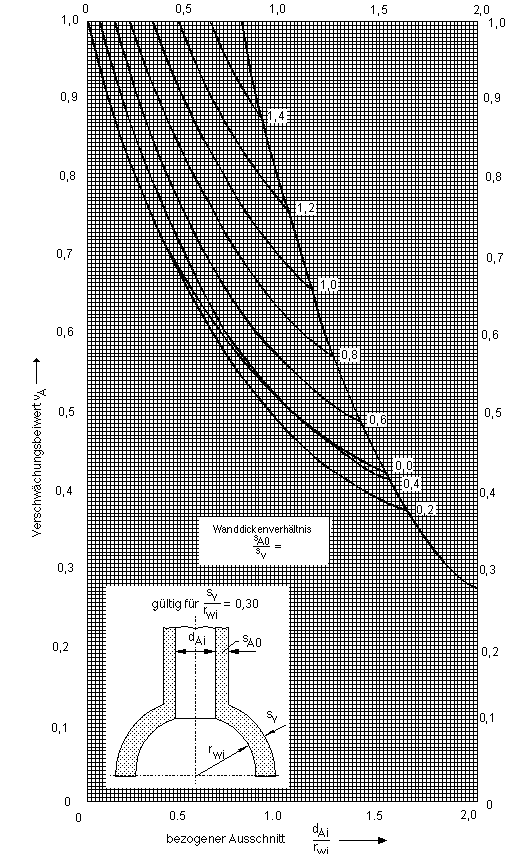 0 0,5 1,0 1,5 2,0
1,0 1,0
0,9 0,9
1,4
0,8 0,8
1,2
0,7 0,7
1,0
0,6 0,6
0,8
0,5 0,5
0,6
0,0
0,4 0,4 0,4
0,2
Verschwächungsbeiwert vA
Wanddickenverhältnis
sA0
sv =
0,3 0,3
gültig für sv/rwi = 0,30
dAi
sA0
0,2 0,2
sv
0,1 0,1
rwi
0 0
0 0.5 1.0 1.5 2,0
bezogener Ausschnitt dAi
rwi